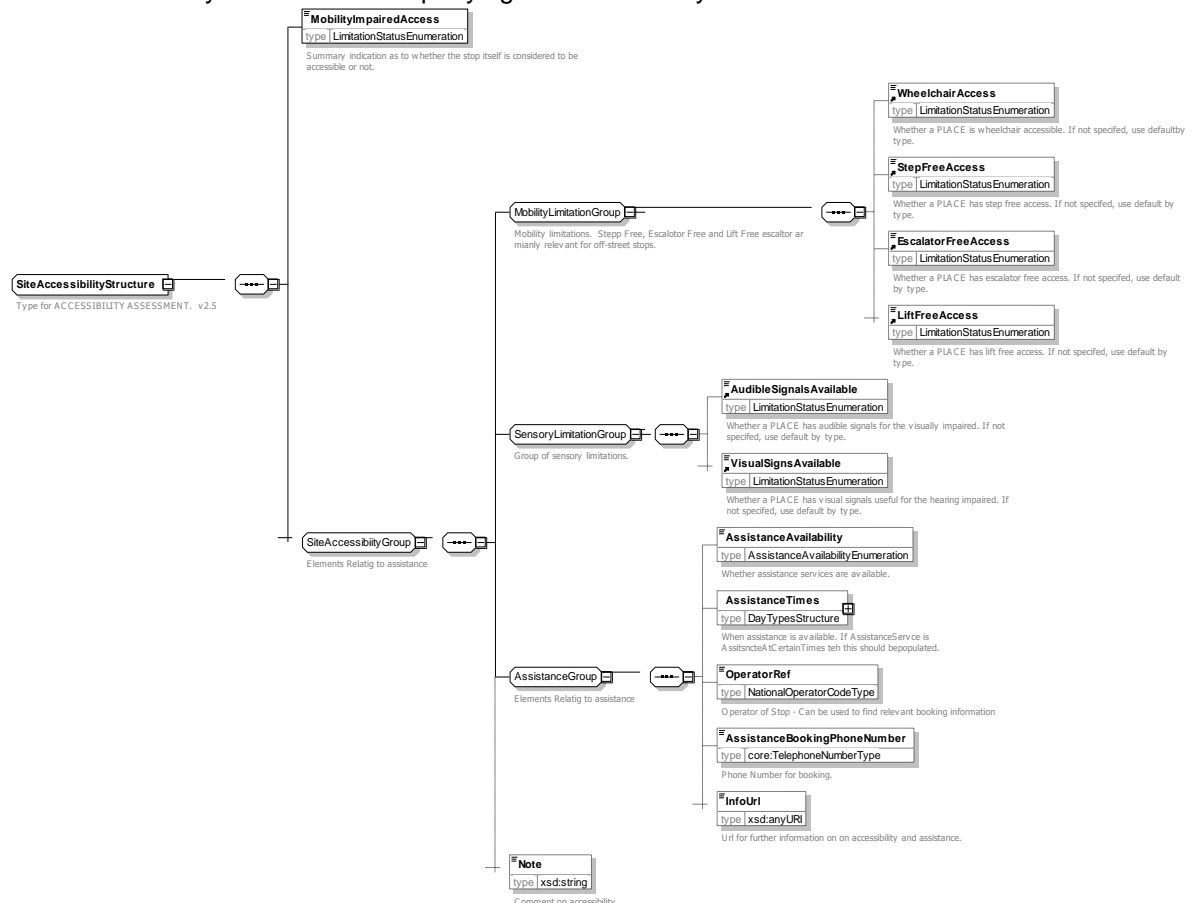 MobilityImpairedAccess
type LimitationStatusEnumeration
Summary indication as to whether the stop itself is considered to be
accessible or not.
WheelchairAccess
type LimitationStatusEnumeration
Whether a PLACE is wheelchair accessible. If not specifed, use defaultby
type.
StepFreeAccess
type LimitationStatusEnumeration
Whether a PLACE has step free access. If not specifed, use default by
type.
MobilityLimitationGroup
Mobility limitations. Stepp Free, Escalotor Free and Lift Free escaltor ar
mianly relevant for off-street stops.
EscalatorFreeAccess
type LimitationStatusEnumeration
Whether a PLACE has escalator free access. If not specifed, use default
by type.
SiteAccessibilityStructure
Type for ACCESSIBILITY ASSESSMENT. v2.5
LiftFreeAccess
type LimitationStatusEnumeration
Whether a PLACE has lift free access. If not specifed, use default by
type.
AudibleSignalsAvailable
type LimitationStatusEnumeration
Whether a PLACE has audible signals for the visually impaired. If not
specifed, use default by type.
SensoryLimitationGroup
Group of sensory limitations.
VisualSignsAvailable
type LimitationStatusEnumeration
Whether a PLACE has visual signals useful for the hearing impaired. If
not specifed, use default by type.
SiteAccessibiityGroup
Elements Relatig to assistance
AssistanceAvailability
type AssistanceAvailabilityEnumeration
Whether assistance services are available.
AssistanceTimes
type DayTypesStructure
When assistance is available. If AssistanceServce is
AssitsncteAtCertainTimes teh this should bepopulated.
AssistanceGroup
Elements Relatig to assistance
OperatorRef
type NationalOperatorCodeType
Operator of Stop - Can be used to find relevant booking information
AssistanceBookingPhoneNumber
type core:TelephoneNumberType
Phone Number for booking.
InfoUrl
type xsd:anyURI
Url for further information on on accessibility and assistance.
Note
type xsd:string
Comment on accessibility